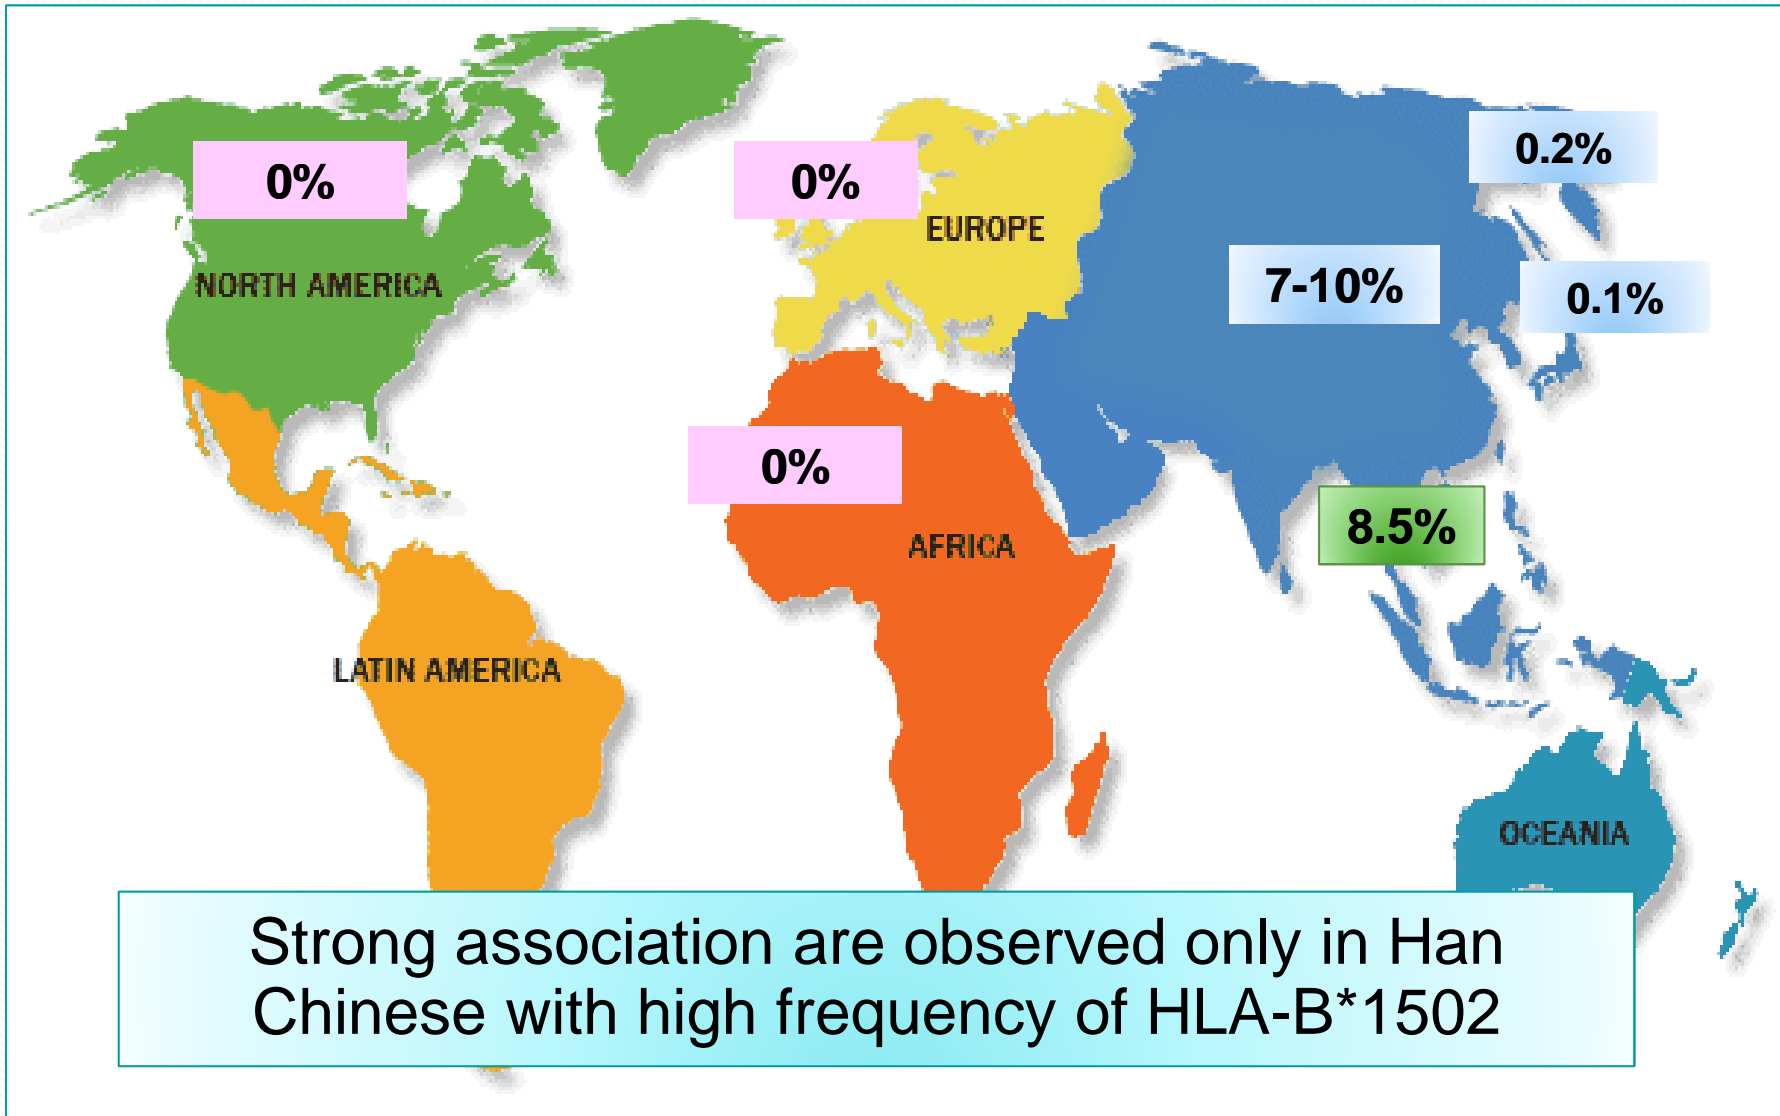 0%
0%
0.2%
EUROPE
NORTH AMERICA
7-10%
0.1%
0%
8.5%
AFRICA
LATIN AMERICA
OCEANIA
Strong association are observed only in Han
Chinese with high frequency of HLA-B*1502